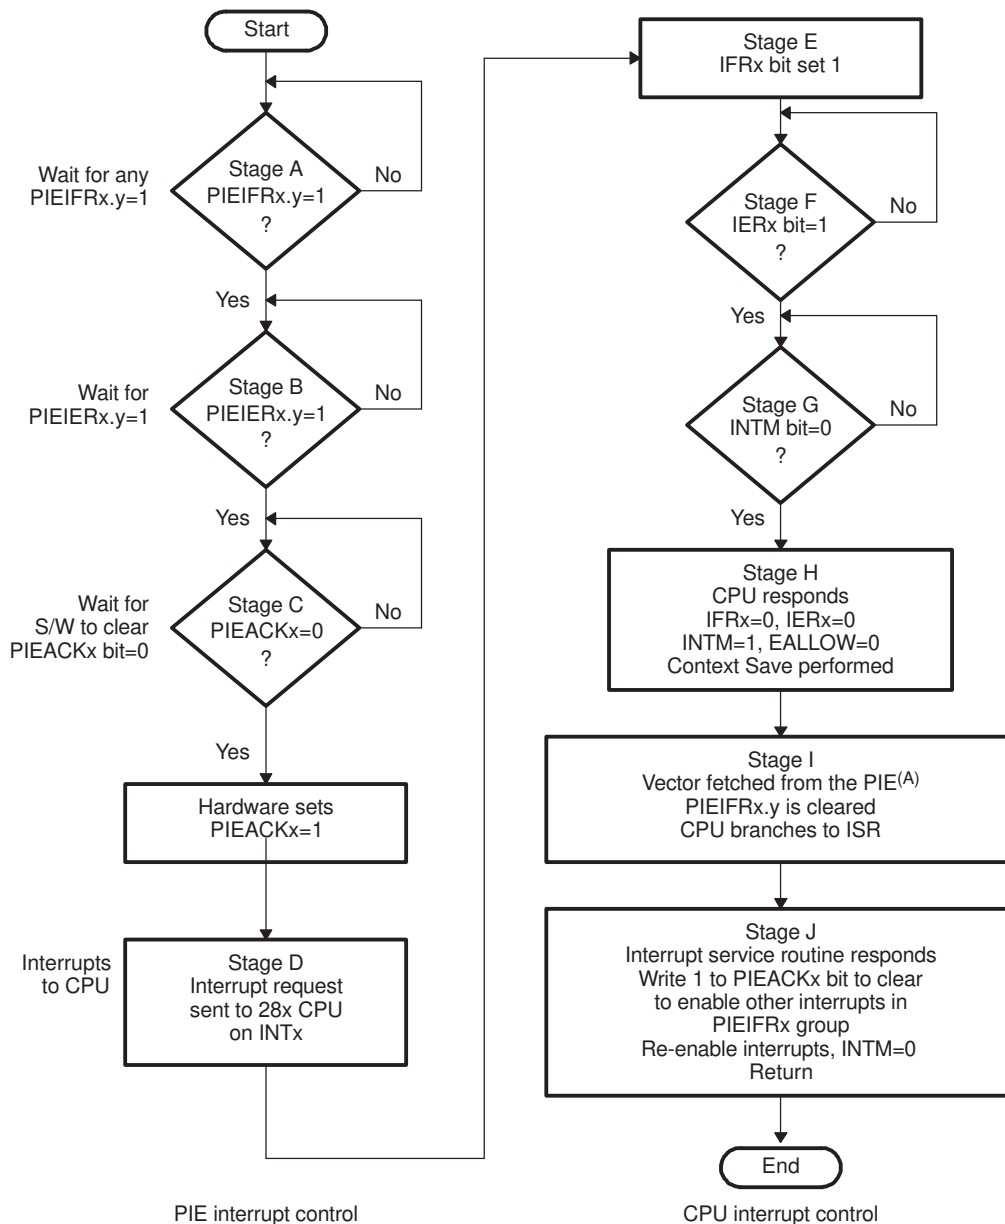 Start
Wait for any
PIEIFRx.y=1
Stage A
PIEIFRx.y=1
?
No
Yes
Wait for
PIEIERx.y=1
Stage B
PIEIERx.y=1
?
No
Yes
Wait for
S/W to clear
PIEACKx bit=0
Stage C
PIEACKx=0
?
No
Yes
Hardware sets
PIEACKx=1
Interrupts
to CPU
Stage D
Interrupt request
sent to 28x CPU
on INTx
PIE interrupt control
Stage E
IFRx bit set 1
Stage F
IERx bit=1
?
No
Yes
Stage G
INTM bit=0
?
No
Yes
Stage H
CPU responds
IFRx=0, IERx=0
INTM=1, EALLOW=0
Context Save performed
Stage I
Vector fetched from the PIE(A)
PIEIFRx.y is cleared
CPU branches to ISR
Stage J
Interrupt service routine responds
Write 1 to PIEACKx bit to clear
to enable other interrupts in
PIEIFRx group
Re-enable interrupts, INTM=0
Return
End
CPU interrupt control